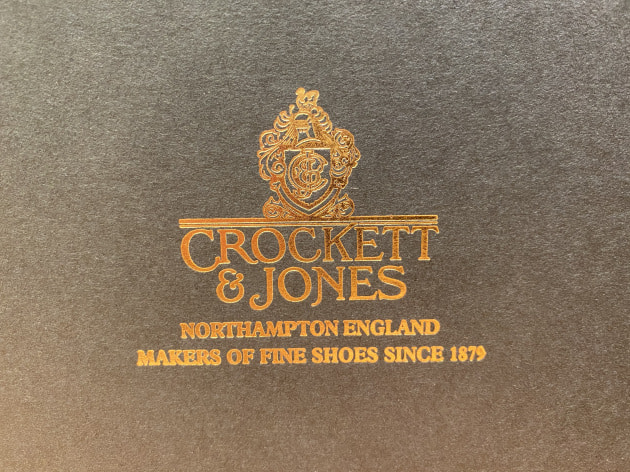 CROCKETT
& JONES
NORTHAMPTON ENGLAND
MAKERS OF FINE SHOES SINCE 1879